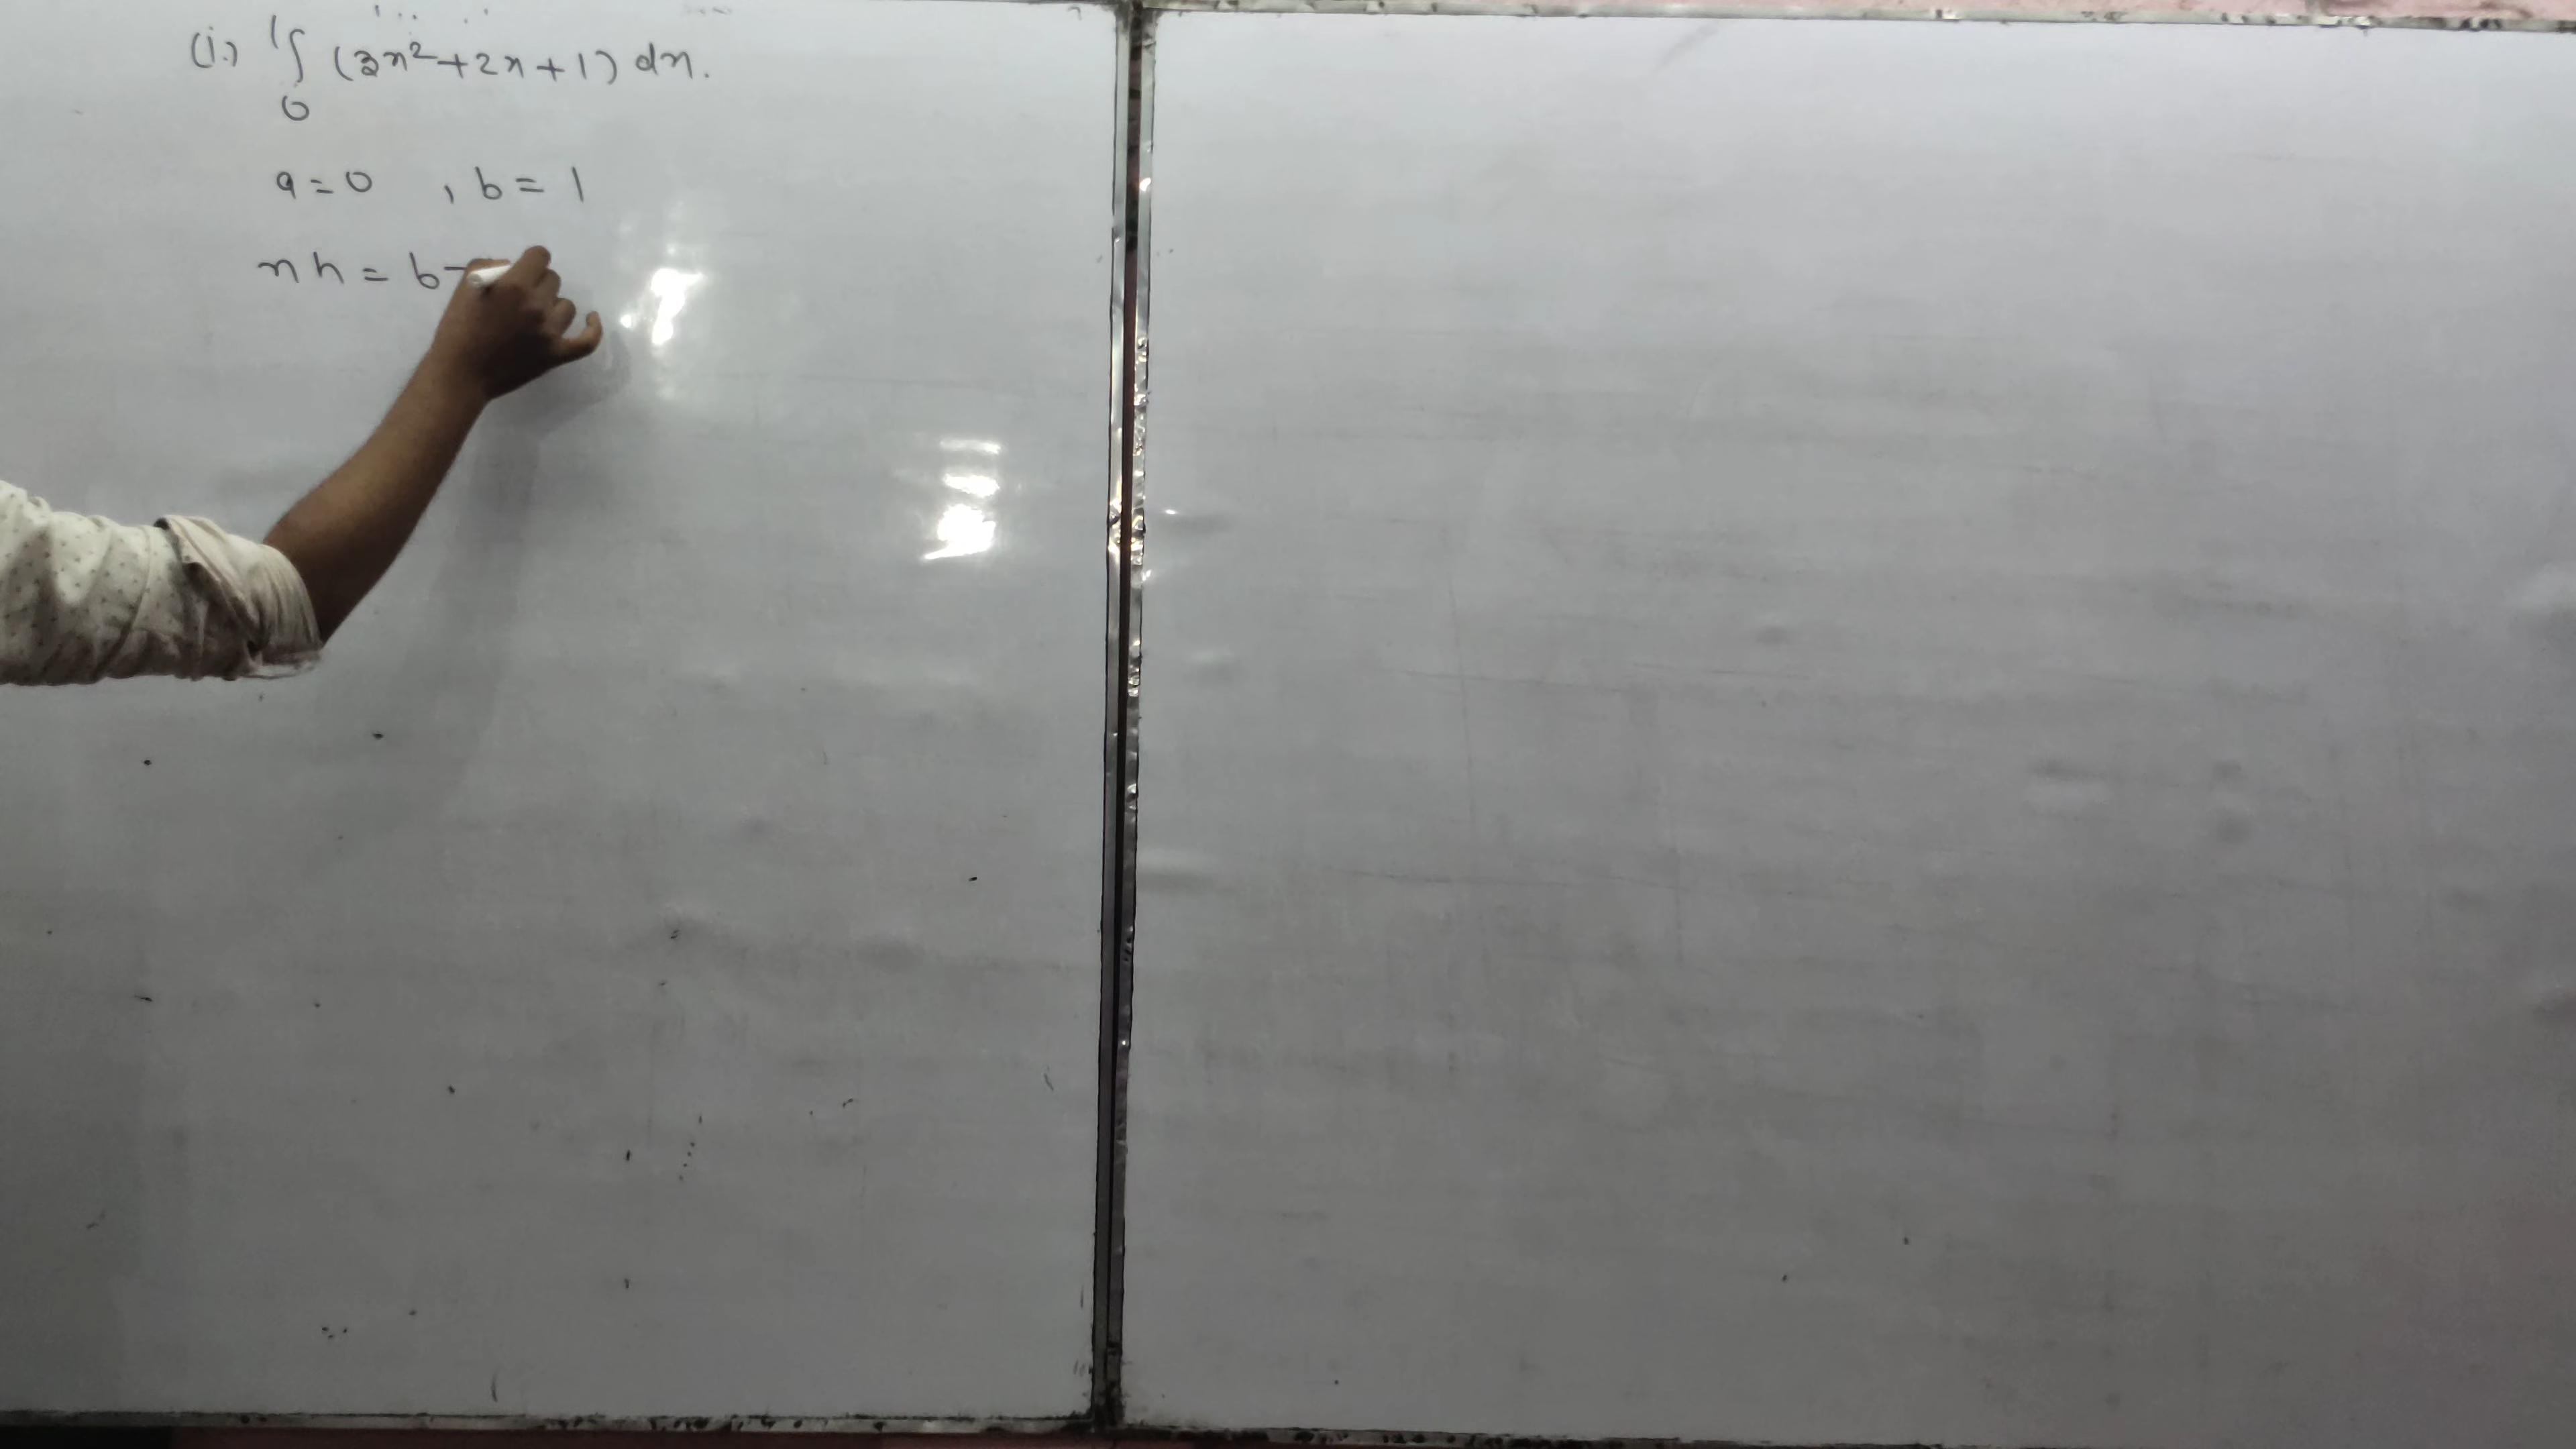 (i.) ∫₀¹ (3x²+2x+1) dx.
a=0 , b=1
nh = b-